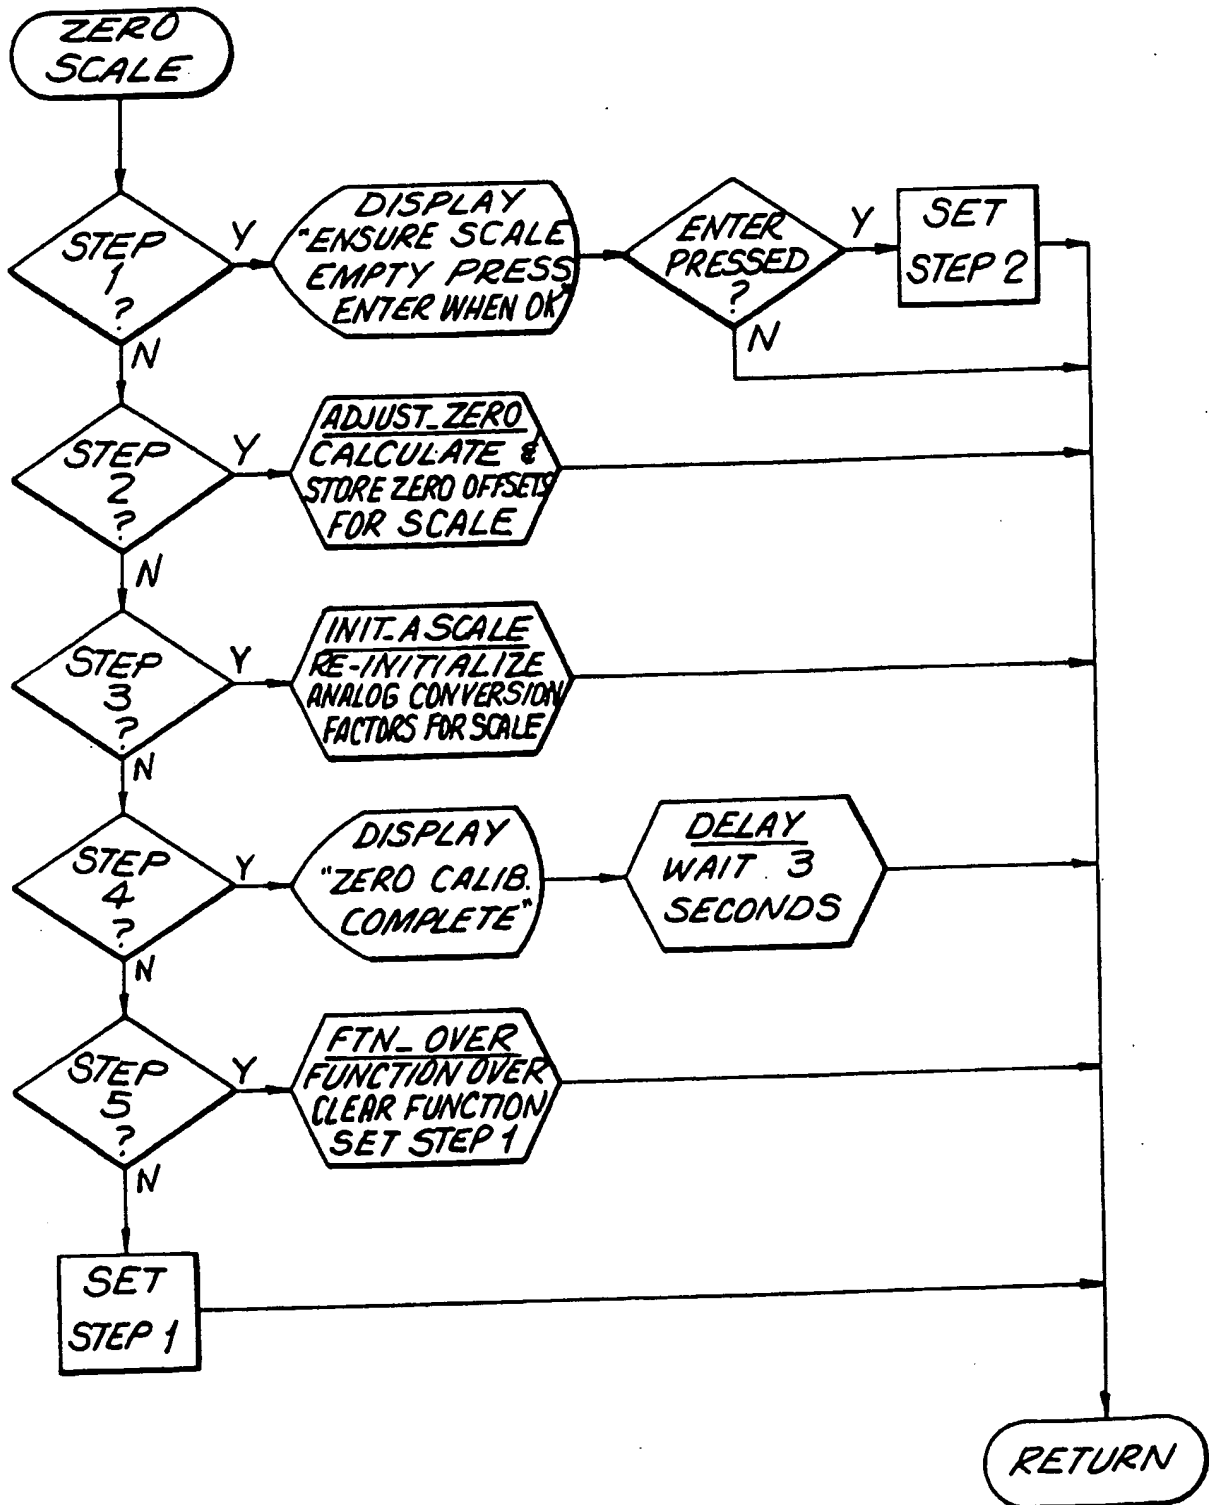 ZERO
SCALE
STEP
1
?
Y
DISPLAY
"ENSURE SCALE
EMPTY PRESS
ENTER WHEN OK"
ENTER
PRESSED
?
Y
SET
STEP 2
N
N
STEP
2
?
Y
ADJUST_ZERO
CALCULATE &
STORE ZERO OFFSETS
FOR SCALE
N
STEP
3
?
Y
INIT_A SCALE
RE-INITIALIZE
ANALOG CONVERSION
FACTORS FOR SCALE
N
STEP
4
?
Y
DISPLAY
"ZERO CALIB.
COMPLETE"
DELAY
WAIT 3
SECONDS
N
STEP
5
?
Y
FTN_OVER
FUNCTION OVER
CLEAR FUNCTION
SET STEP 1
N
SET
STEP 1
RETURN